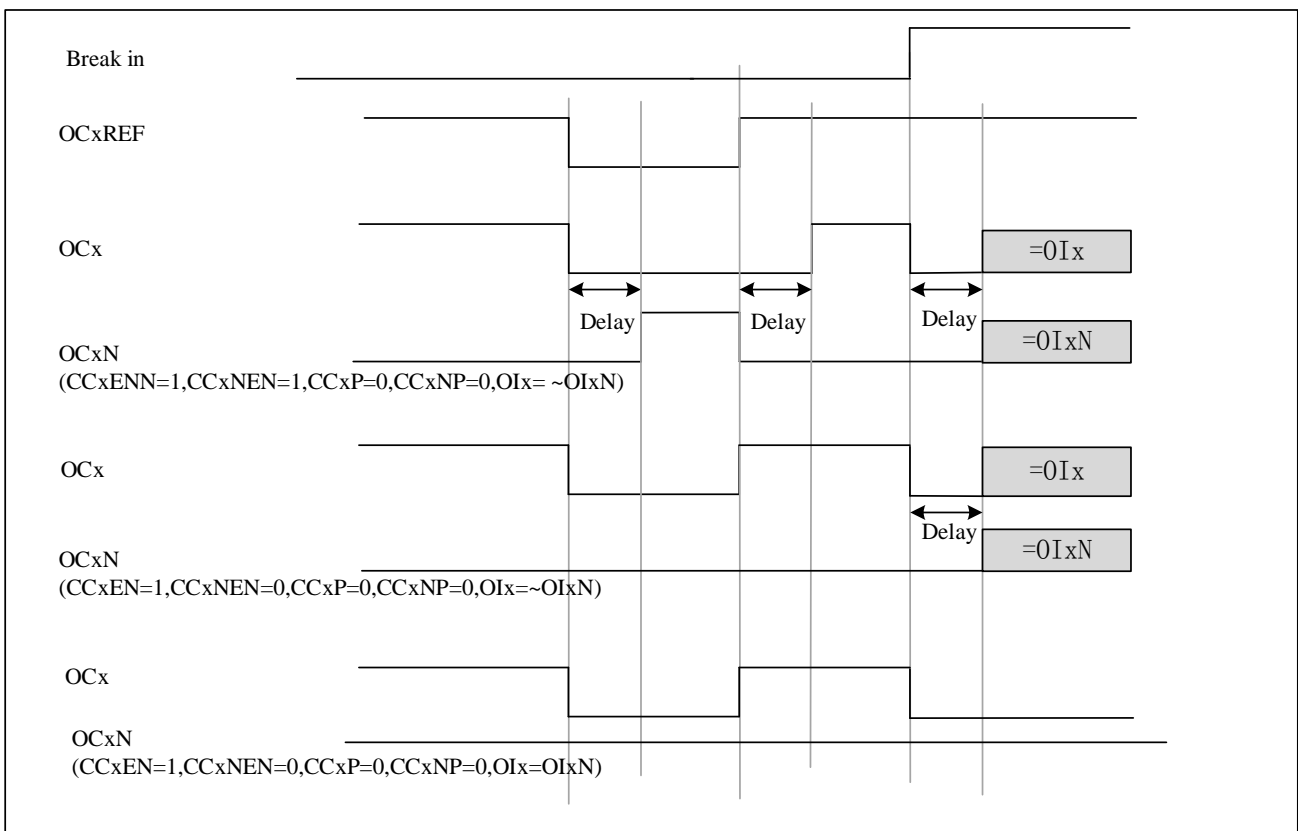 Break in
OCxREF
OCx
=OIx
Delay
Delay
Delay
=OIxN
OCxN
(CCxENN=1,CCxNEN=1,CCxP=0,CCxNP=0,OIx= ~OIxN)
OCx
=OIx
Delay
=OIxN
OCxN
(CCxEN=1,CCxNEN=0,CCxP=0,CCxNP=0,OIx=~OIxN)
OCx
OCxN
(CCxEN=1,CCxNEN=0,CCxP=0,CCxNP=0,OIx=OIxN)